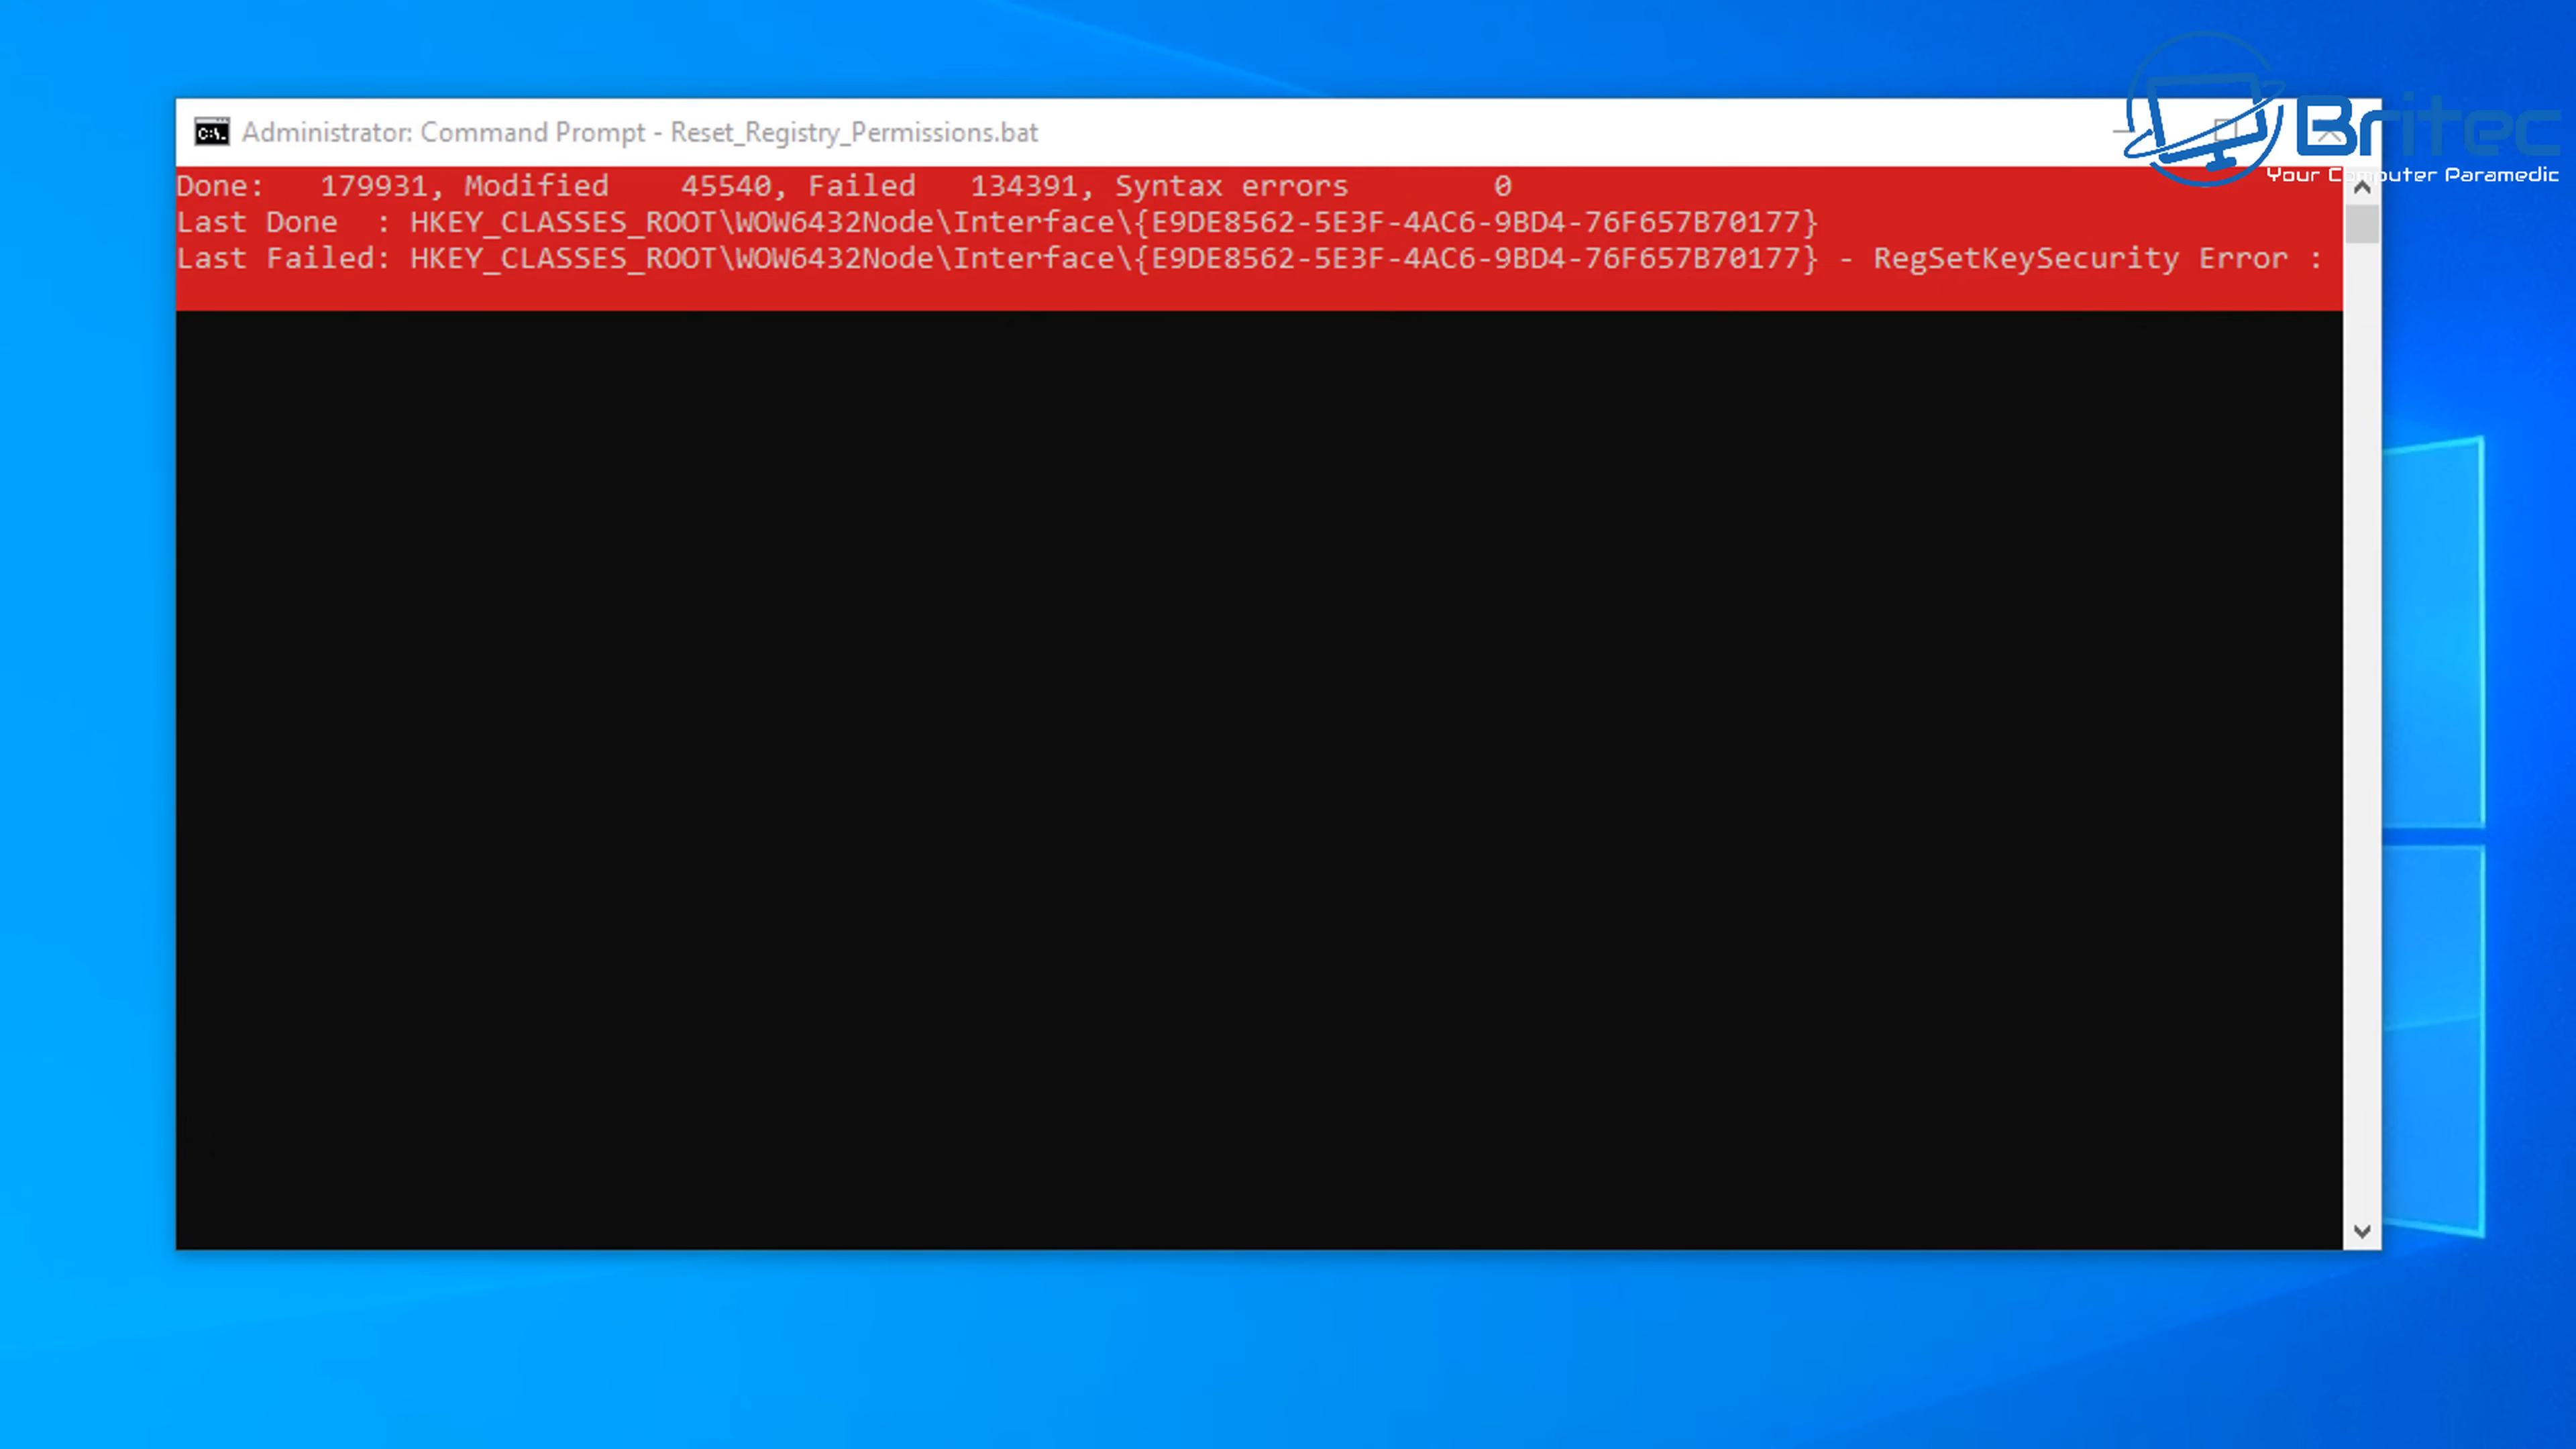 Britec
Your Computer Paramedic
C:\.
Administrator: Command Prompt - Reset_Registry_Permissions.bat
Done:   179931, Modified    45540, Failed   134391, Syntax errors        0
Last Done  : HKEY_CLASSES_ROOT\WOW6432Node\Interface\{E9DE8562-5E3F-4AC6-9BD4-76F657B70177}
Last Failed: HKEY_CLASSES_ROOT\WOW6432Node\Interface\{E9DE8562-5E3F-4AC6-9BD4-76F657B70177} - RegSetKeySecurity Error :